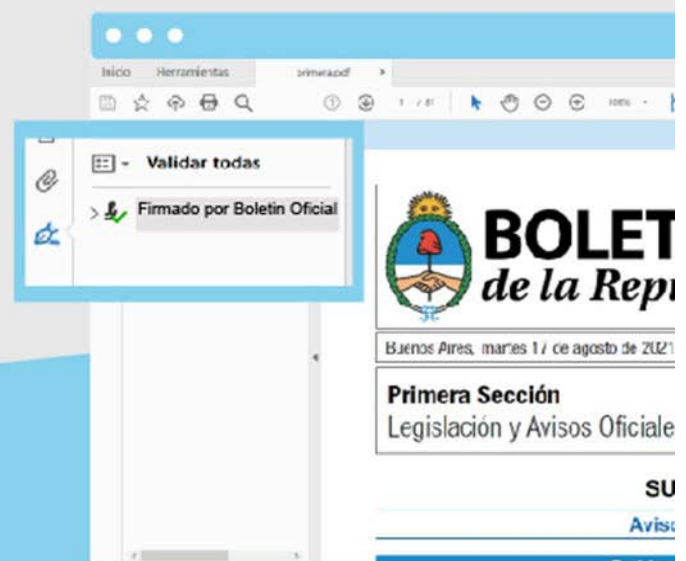 Inicio Herramientas primera.pdf
1 / 81 106%
Validar todas
Firmado por Boletin Oficial
BOLET
de la Repu
Buenos Aires, martes 17 de agosto de 2021
Primera Sección
Legislación y Avisos Oficiale
SU
Aviso